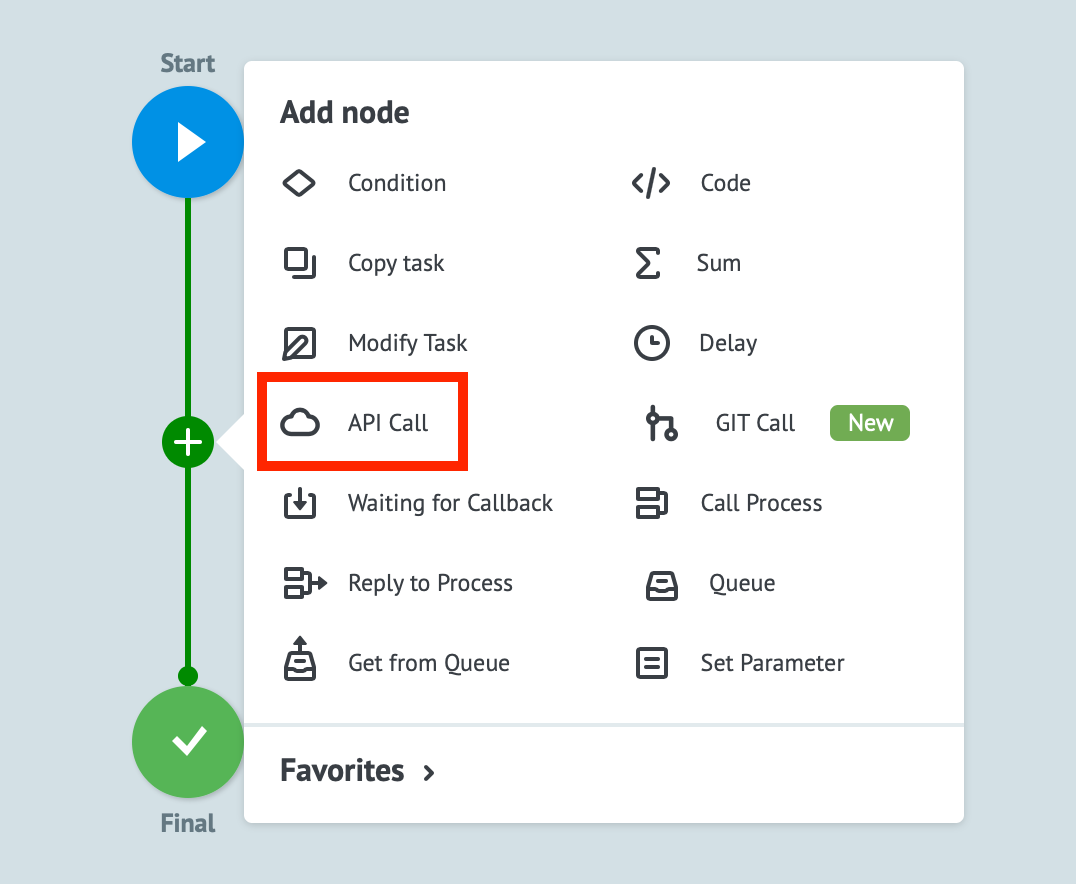 Start
Add node
Condition
Code
Copy task
Sum
Modify Task
Delay
API Call
GIT Call
New
Waiting for Callback
Call Process
Reply to Process
Queue
Get from Queue
Set Parameter
Favorites
Final